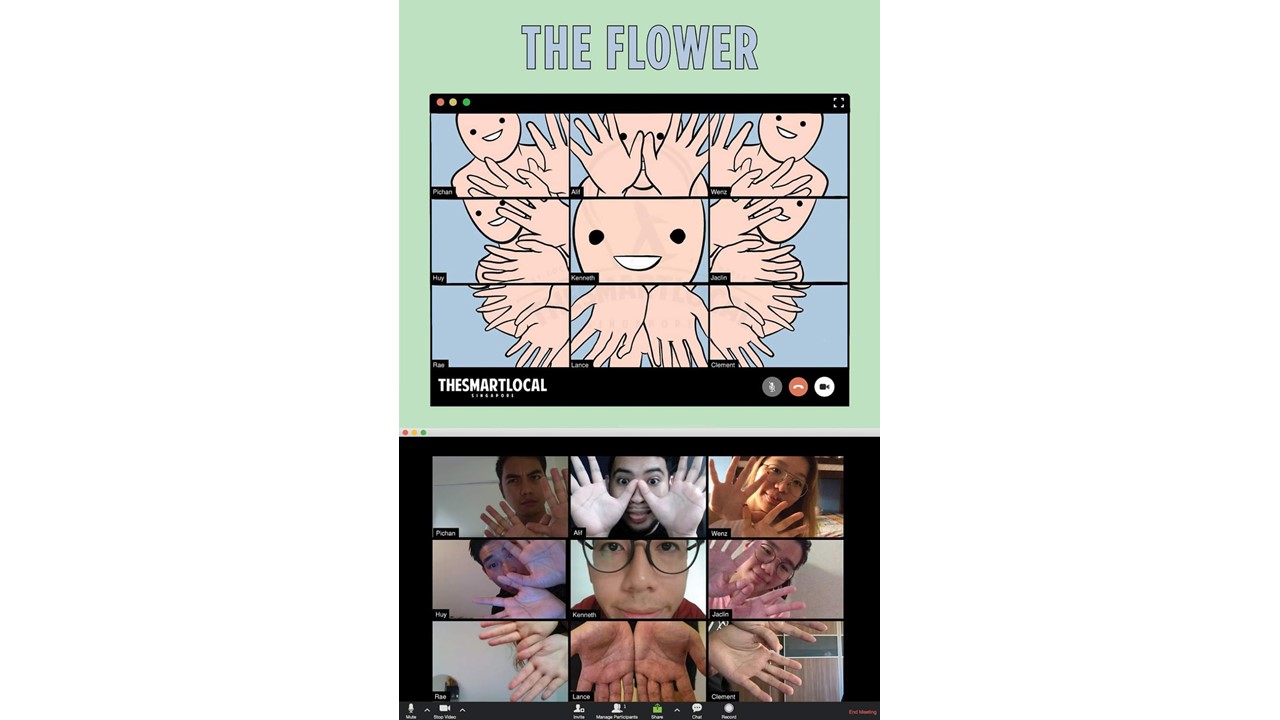 THE FLOWER
Pichan
Alif
Wenz
Huy
Kenneth
Jaclin
Rae
Lance
Clement
THESMARTLOCAL
SINGAPORE
Pichan
Alif
Wenz
Huy
Kenneth
Jaclin
Rae
Lance
Clement
Mute
Stop Video
Invite
Manage Participants
Share
Chat
Record
End Meeting